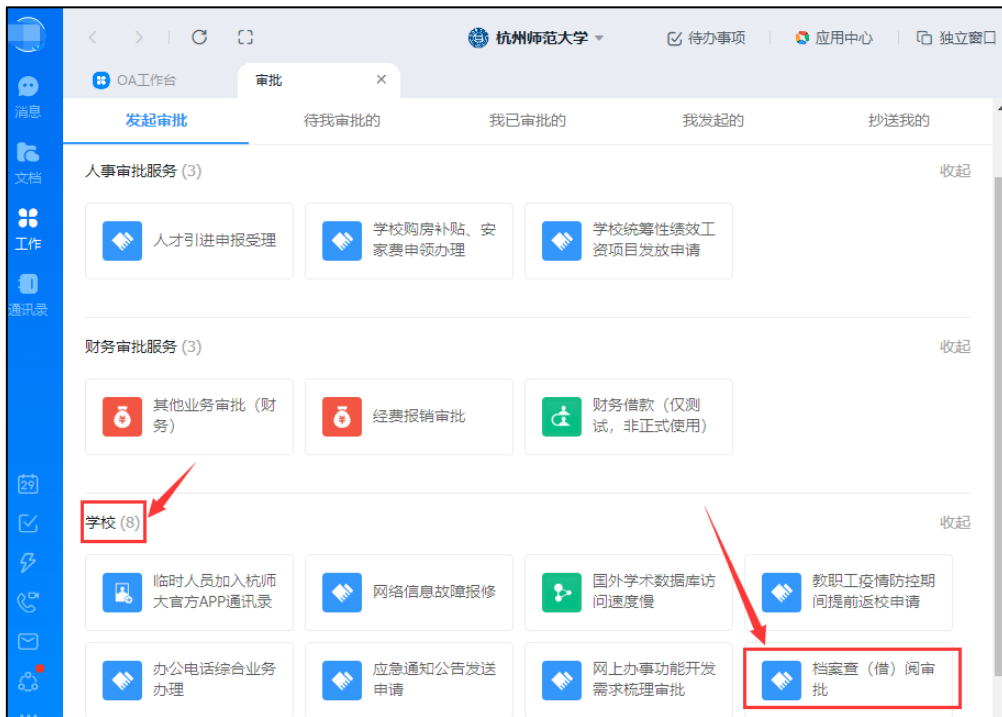 杭州师范大学
待办事项
应用中心
独立窗口
OA工作台
审批
消息
文档
工作
通讯录
29
发起审批
待我审批的
我已审批的
我发起的
抄送我的
人事审批服务 (3)
收起
人才引进申报受理
学校购房补贴、安
家费申领办理
学校统筹性绩效工
资项目发放申请
财务审批服务 (3)
收起
其他业务审批（财
务）
经费报销审批
财务借款（仅测
试，非正式使用）
学校 (8)
收起
临时人员加入杭师
大官方APP通讯录
网络信息故障报修
国外学术数据库访
问速度慢
教职工疫情防控期
间提前返校申请
办公电话综合业务
办理
应急通知公告发送
申请
网上办事功能开发
需求梳理审批
档案查（借）阅审
批